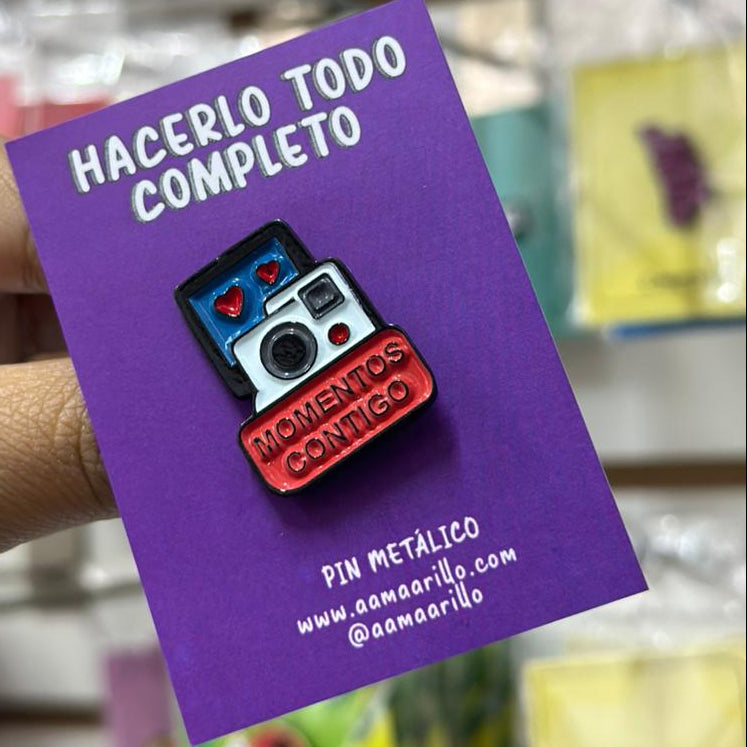 HACERLO TODO
COMPLETO
MOMENTOS
CONTIGO
PIN METÁLICO
www.aamaarillo.com
@aamaarillo